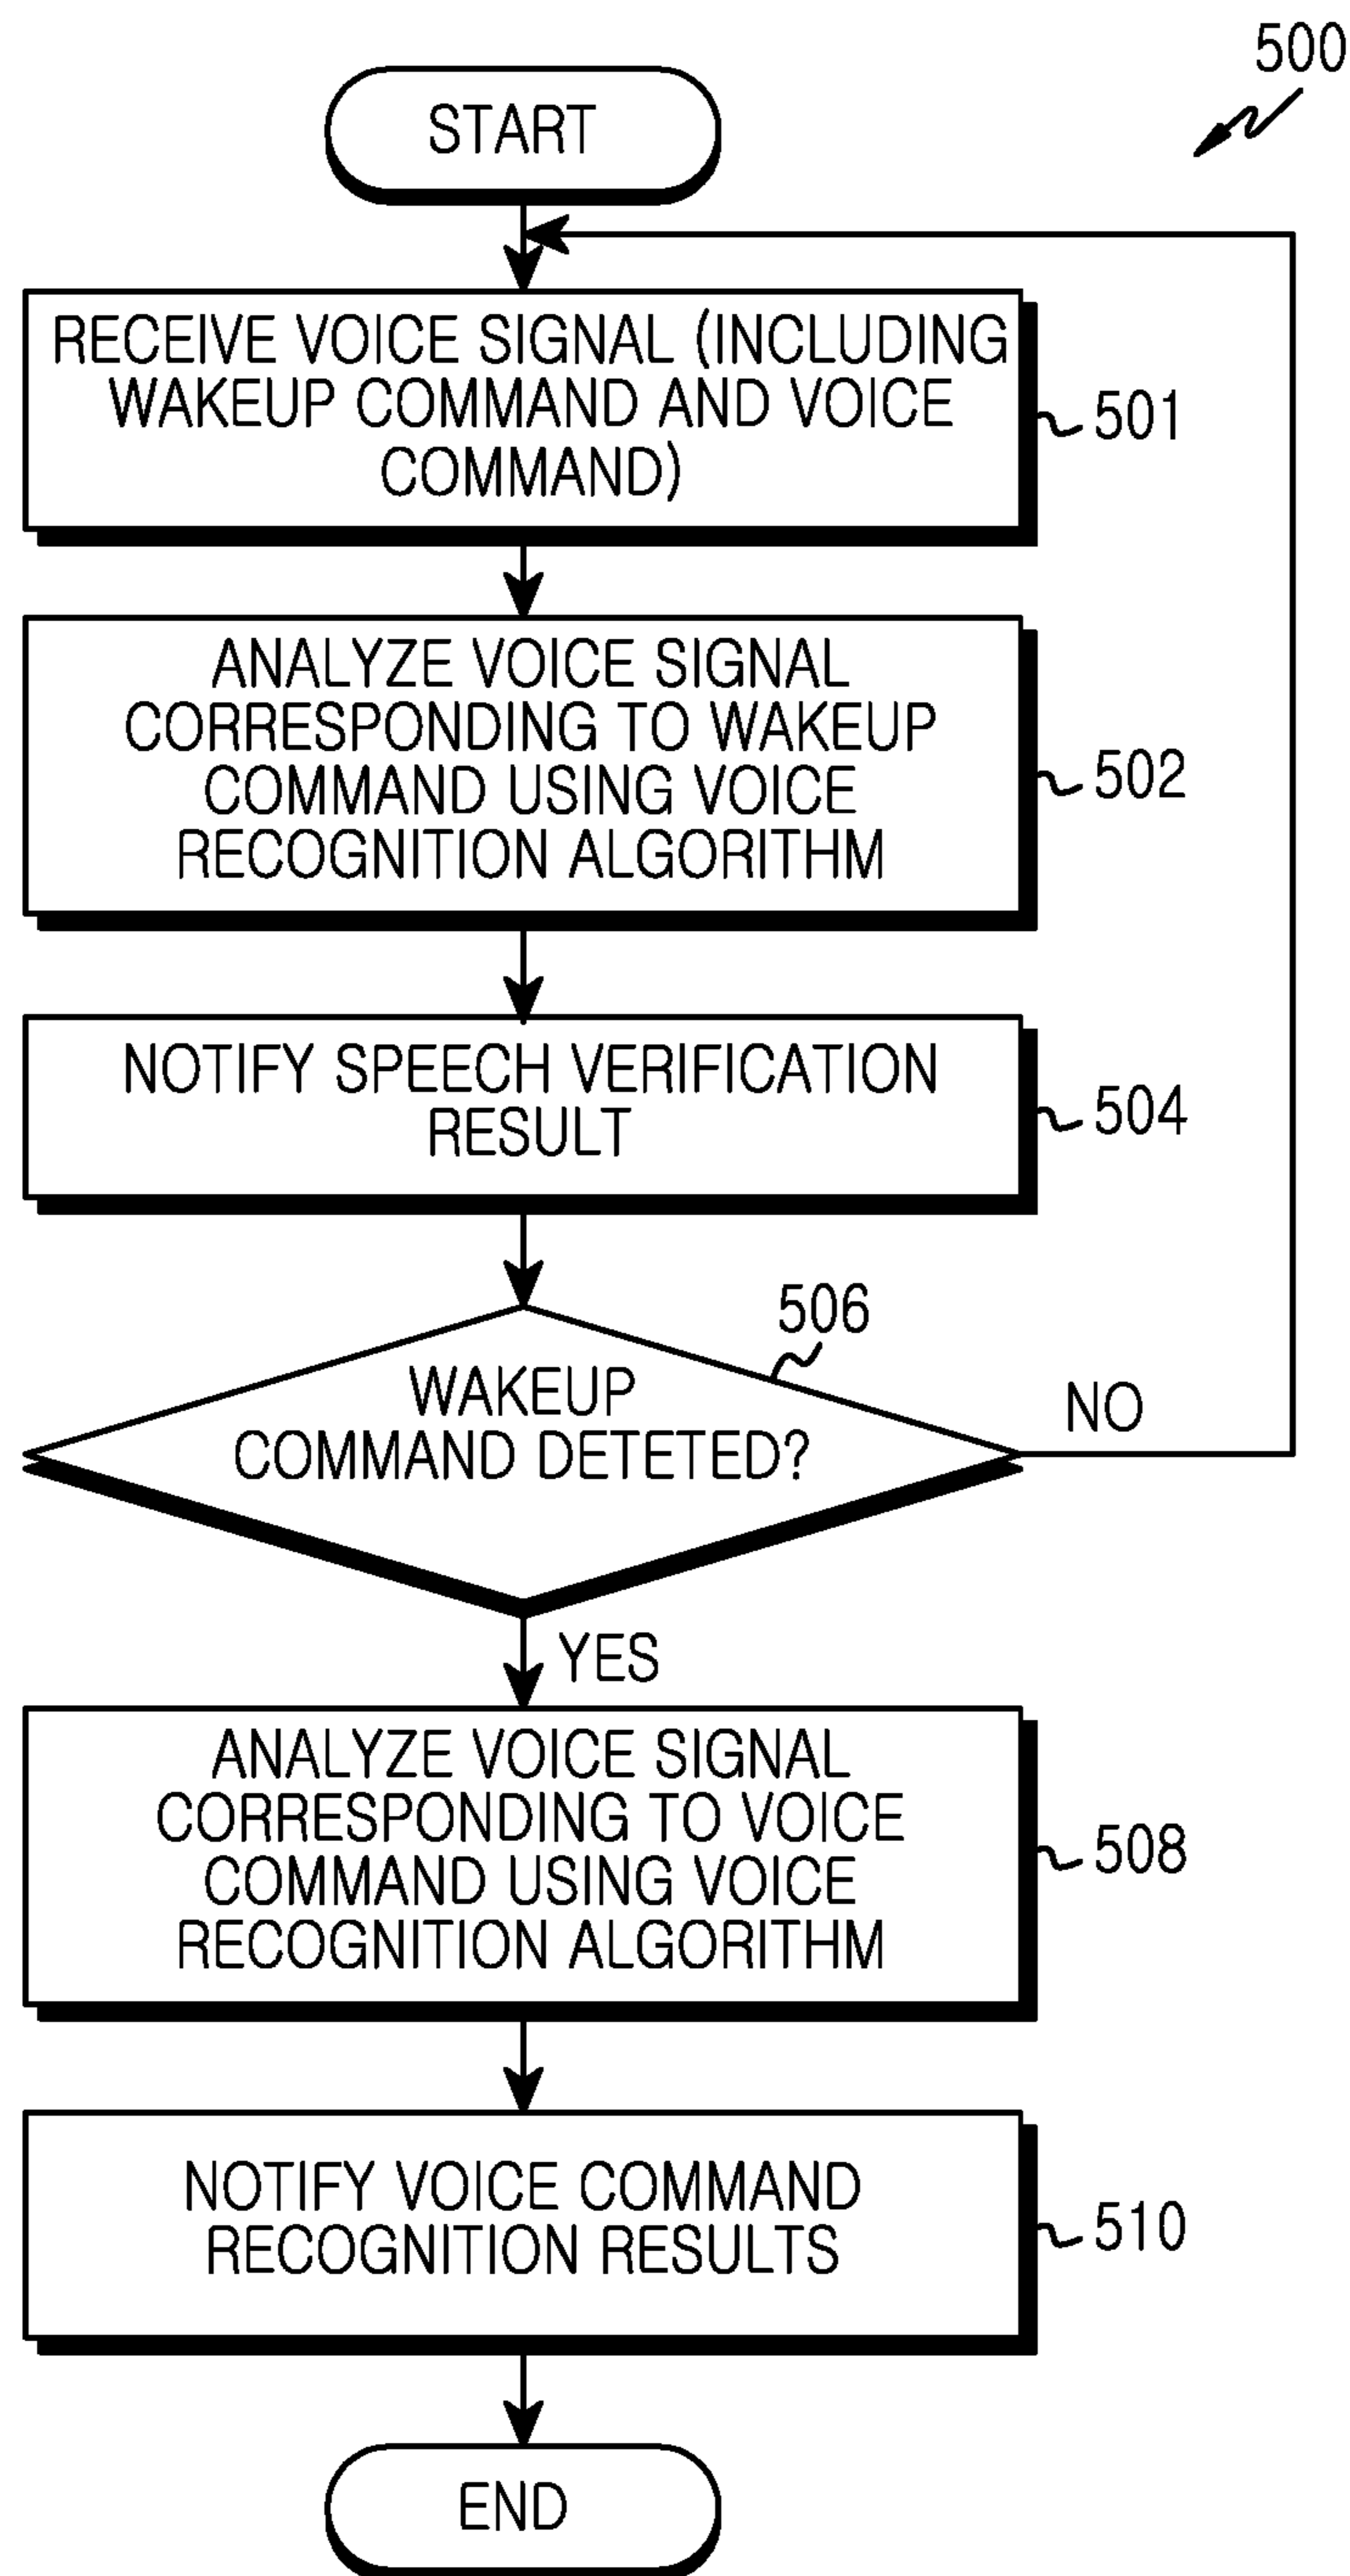 500
START
RECEIVE VOICE SIGNAL (INCLUDING
WAKEUP COMMAND AND VOICE
COMMAND)
501
ANALYZE VOICE SIGNAL
CORRESPONDING TO WAKEUP
COMMAND USING VOICE
RECOGNITION ALGORITHM
502
NOTIFY SPEECH VERIFICATION
RESULT
504
506
WAKEUP
COMMAND DETETED?
NO
YES
ANALYZE VOICE SIGNAL
CORRESPONDING TO VOICE
COMMAND USING VOICE
RECOGNITION ALGORITHM
508
NOTIFY VOICE COMMAND
RECOGNITION RESULTS
510
END